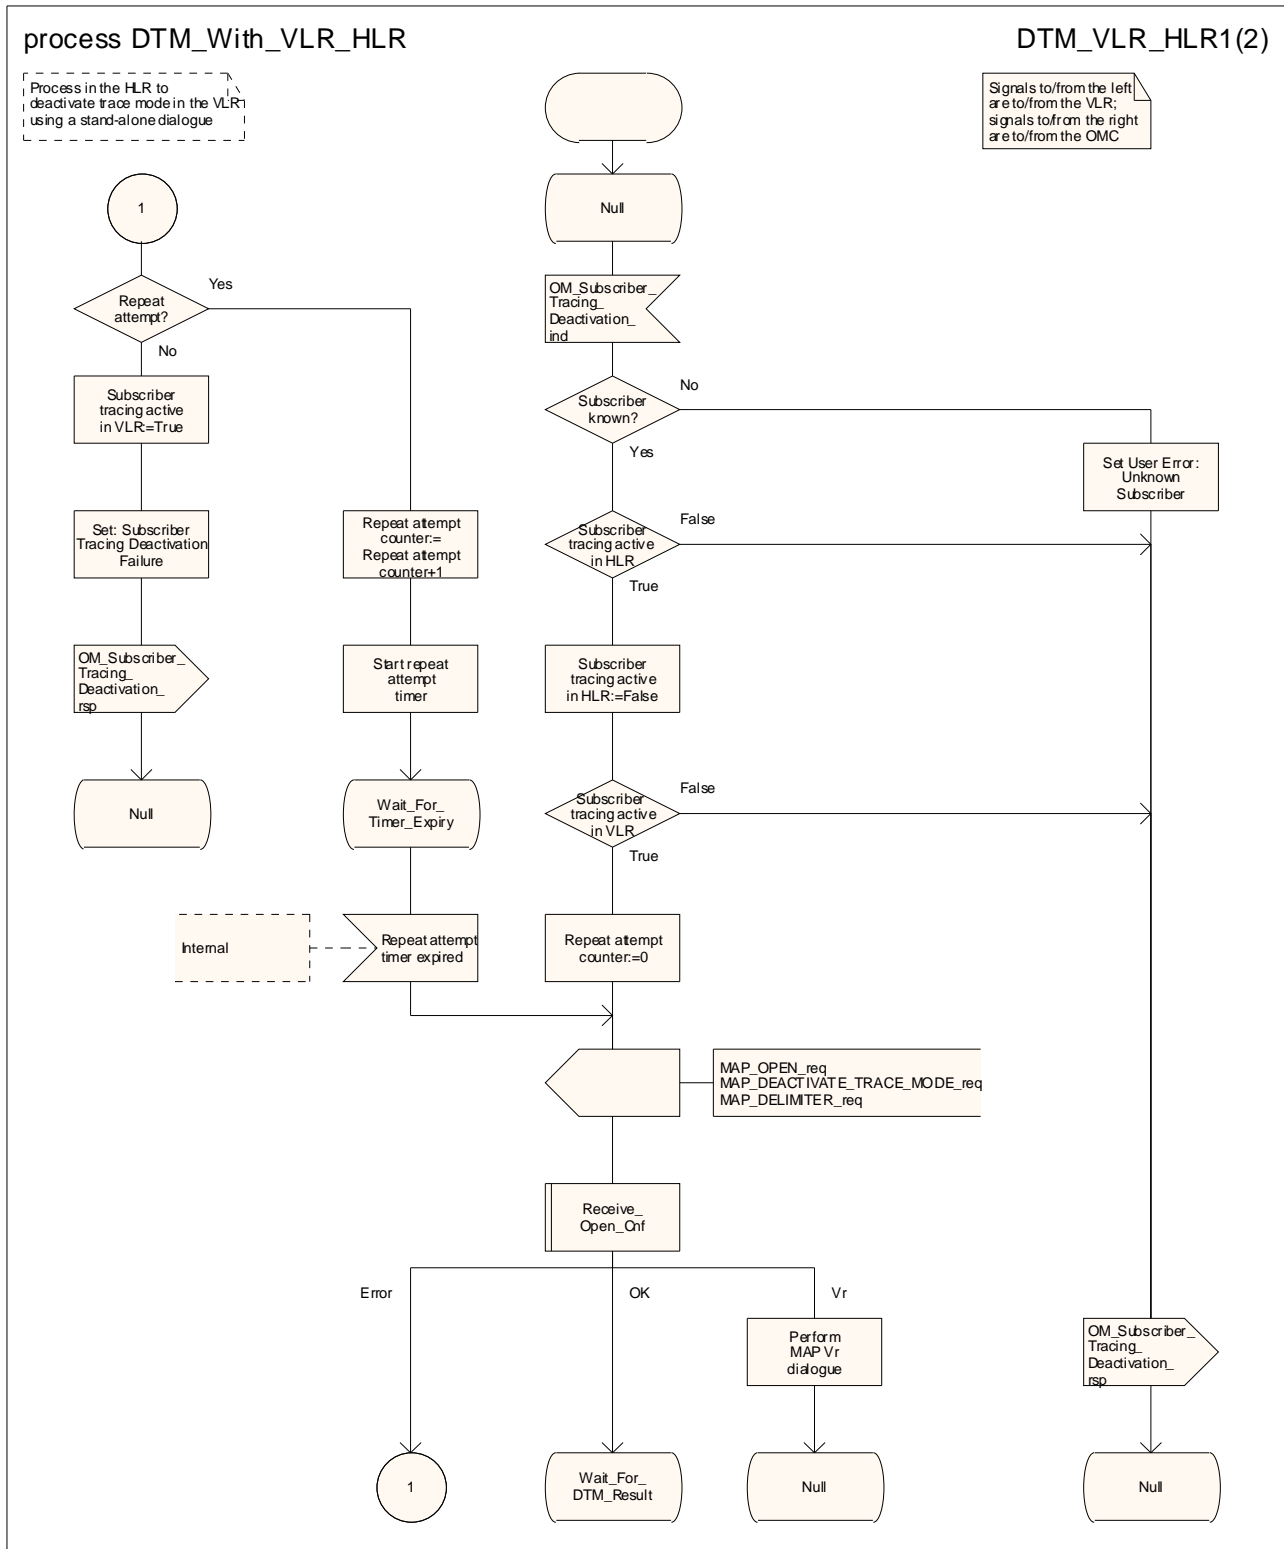 process DTM_With_VLR_HLR
DTM_VLR_HLR1(2)
Process in the HLR to
deactivate trace mode in the VLR
using a stand-alone dialogue
Signals to/from the left
are to/from the VLR;
signals to/from the right
are to/from the OMC
1
Null
OM_Subscriber_
Tracing_
Deactivation_
ind
Repeat
attempt?
Yes
No
Subscriber
known?
No
Yes
Subscriber
tracing active
in VLR:=True
Set User Error:
Unknown
Subscriber
Set: Subscriber
Tracing Deactivation
Failure
Repeat attempt
counter:=
Repeat attempt
counter+1
Subscriber
tracing active
in HLR
False
True
OM_Subscriber_
Tracing_
Deactivation_
rsp
Start repeat
attempt
timer
Subscriber
tracing active
in HLR:=False
Null
Wait_For_
Timer_Expiry
Subscriber
tracing active
in VLR
False
True
Internal
Repeat attempt
timer expired
Repeat attempt
counter:=0
MAP_OPEN_req
MAP_DEACTIVATE_TRACE_MODE_req
MAP_DELIMITER_req
Receive_
Open_Cnf
Error
OK
Vr
Perform
MAP Vr
dialogue
OM_Subscriber_
Tracing_
Deactivation_
rsp
1
Wait_For_
DTM_Result
Null
Null